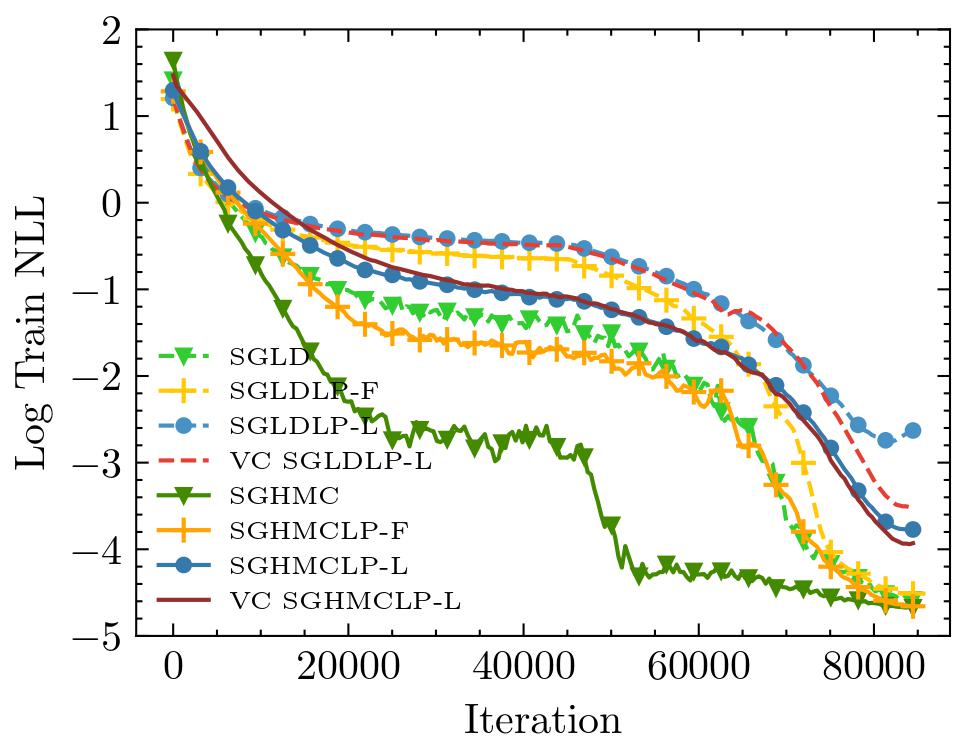 2
1
0
−1
−2
−3
−4
−5
Log Train NLL
SGLD
SGLDLP-F
SGLDLP-L
VC SGLDLP-L
SGHMC
SGHMCLP-F
SGHMCLP-L
VC SGHMCLP-L
0 20000 40000 60000 80000
Iteration